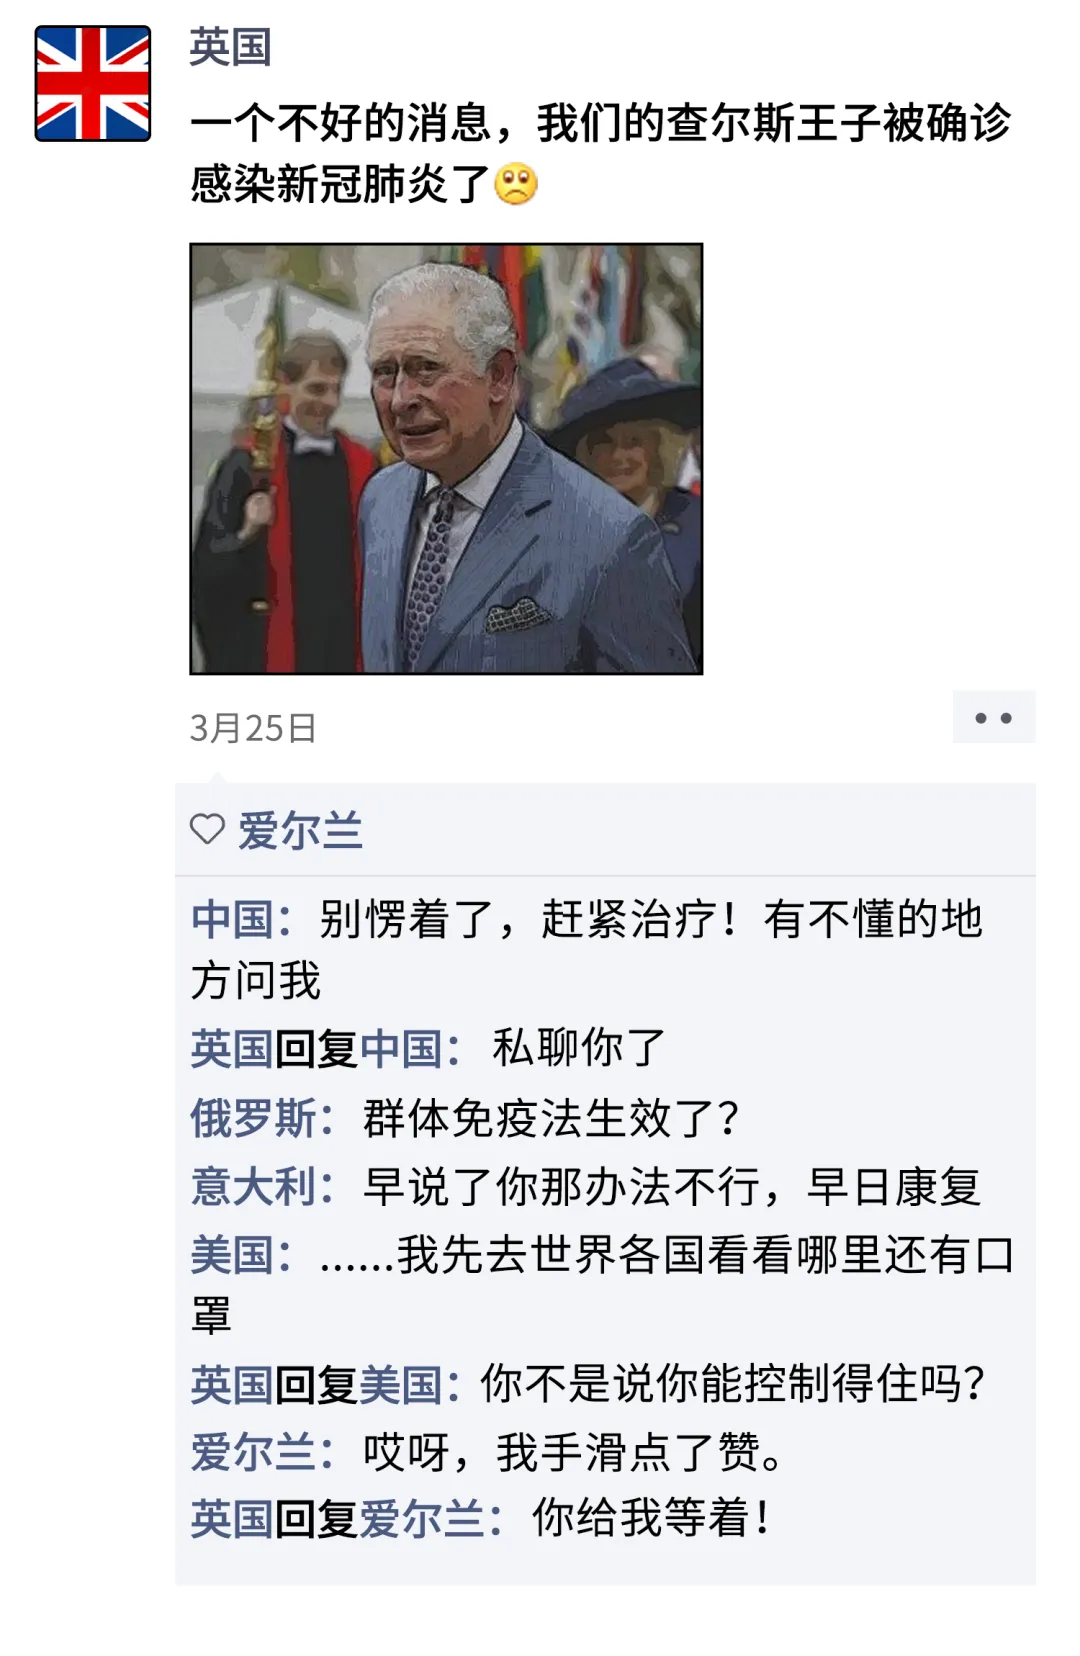 英国
一个不好的消息，我们的查尔斯王子被确诊
感染新冠肺炎了🙁
3月25日
爱尔兰
中国：别愣着了，赶紧治疗！有不懂的地
方问我
英国回复中国：私聊你了
俄罗斯：群体免疫法生效了？
意大利：早说了你那办法不行，早日康复
美国：......我先去世界各国看看哪里还有口
罩
英国回复美国：你不是说你能控制得住吗？
爱尔兰：哎呀，我手滑点了赞。
英国回复爱尔兰：你给我等着！